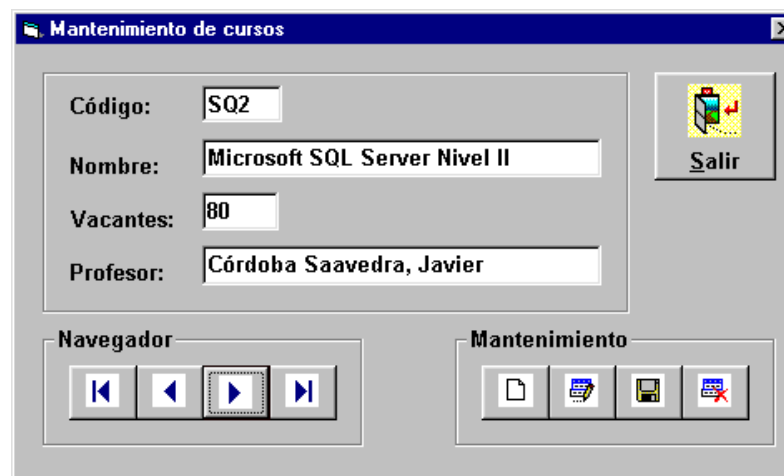 Mantenimiento de cursos
Código: SQ2
Nombre: Microsoft SQL Server Nivel II
Vacantes: 80
Profesor: Córdoba Saavedra, Javier
Salir
Navegador
Mantenimiento